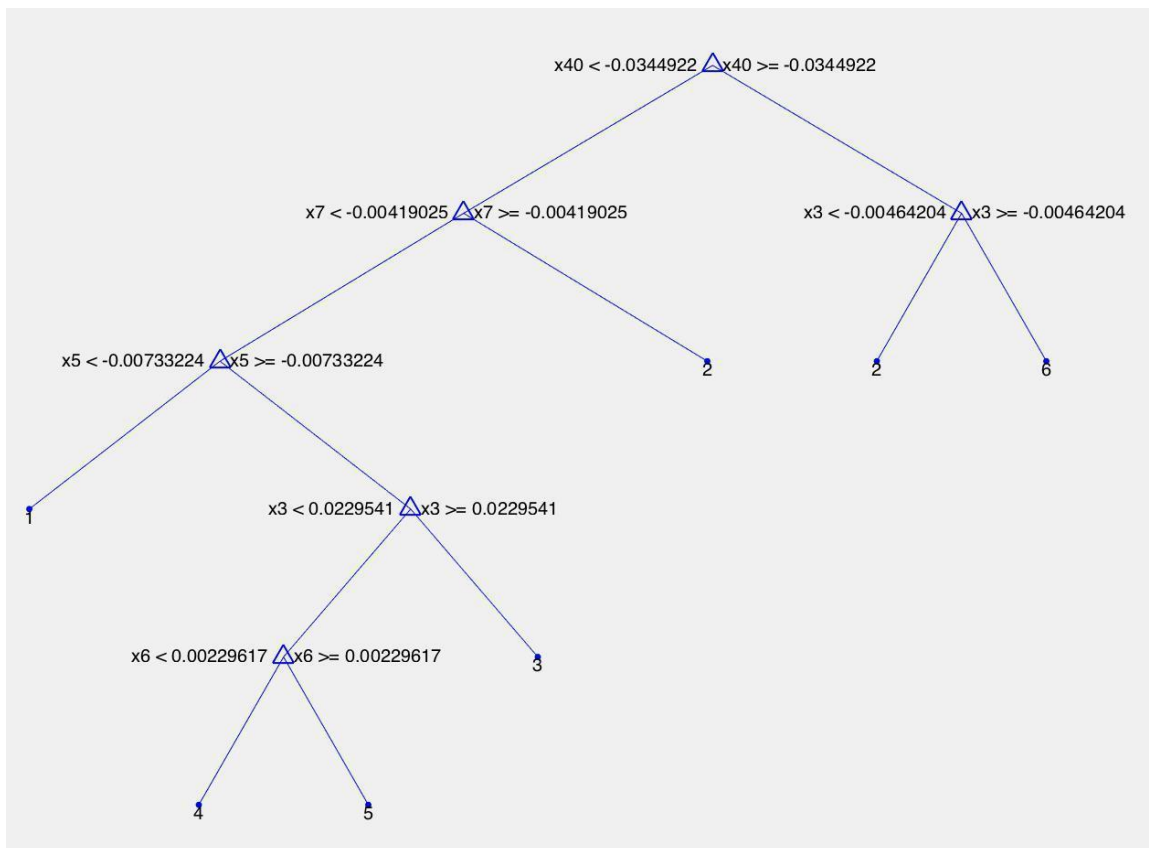 x40 < -0.0344922 x40 >= -0.0344922
x7 < -0.00419025 x7 >= -0.00419025
x3 < -0.00464204 x3 >= -0.00464204
x5 < -0.00733224 x5 >= -0.00733224
2
2
6
1
x3 < 0.0229541 x3 >= 0.0229541
x6 < 0.00229617 x6 >= 0.00229617
3
4
5